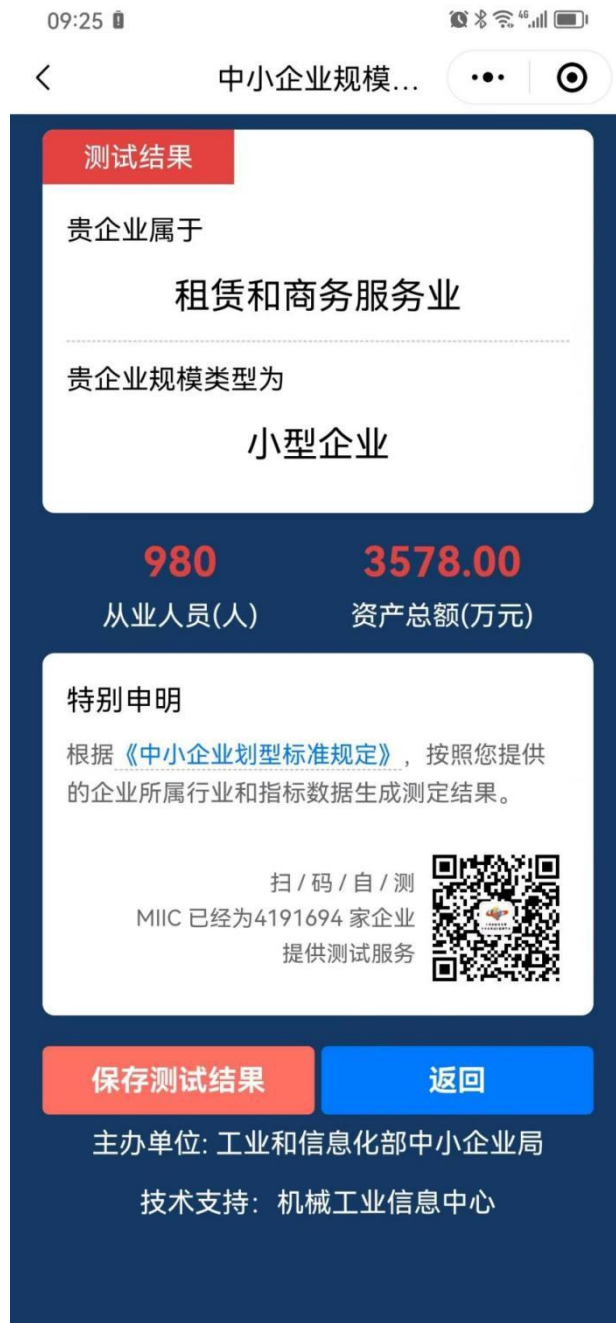 09:25
46
中小企业规模...
测试结果
贵企业属于
租赁和商务服务业
贵企业规模类型为
小型企业
980
3578.00
从业人员(人)
资产总额(万元)
特别申明
根据《中小企业划型标准规定》，按照您提供
的企业所属行业和指标数据生成测定结果。
扫/码/自/测
MIIC 已经为4191694 家企业
提供测试服务
保存测试结果
返回
主办单位: 工业和信息化部中小企业局
技术支持：机械工业信息中心